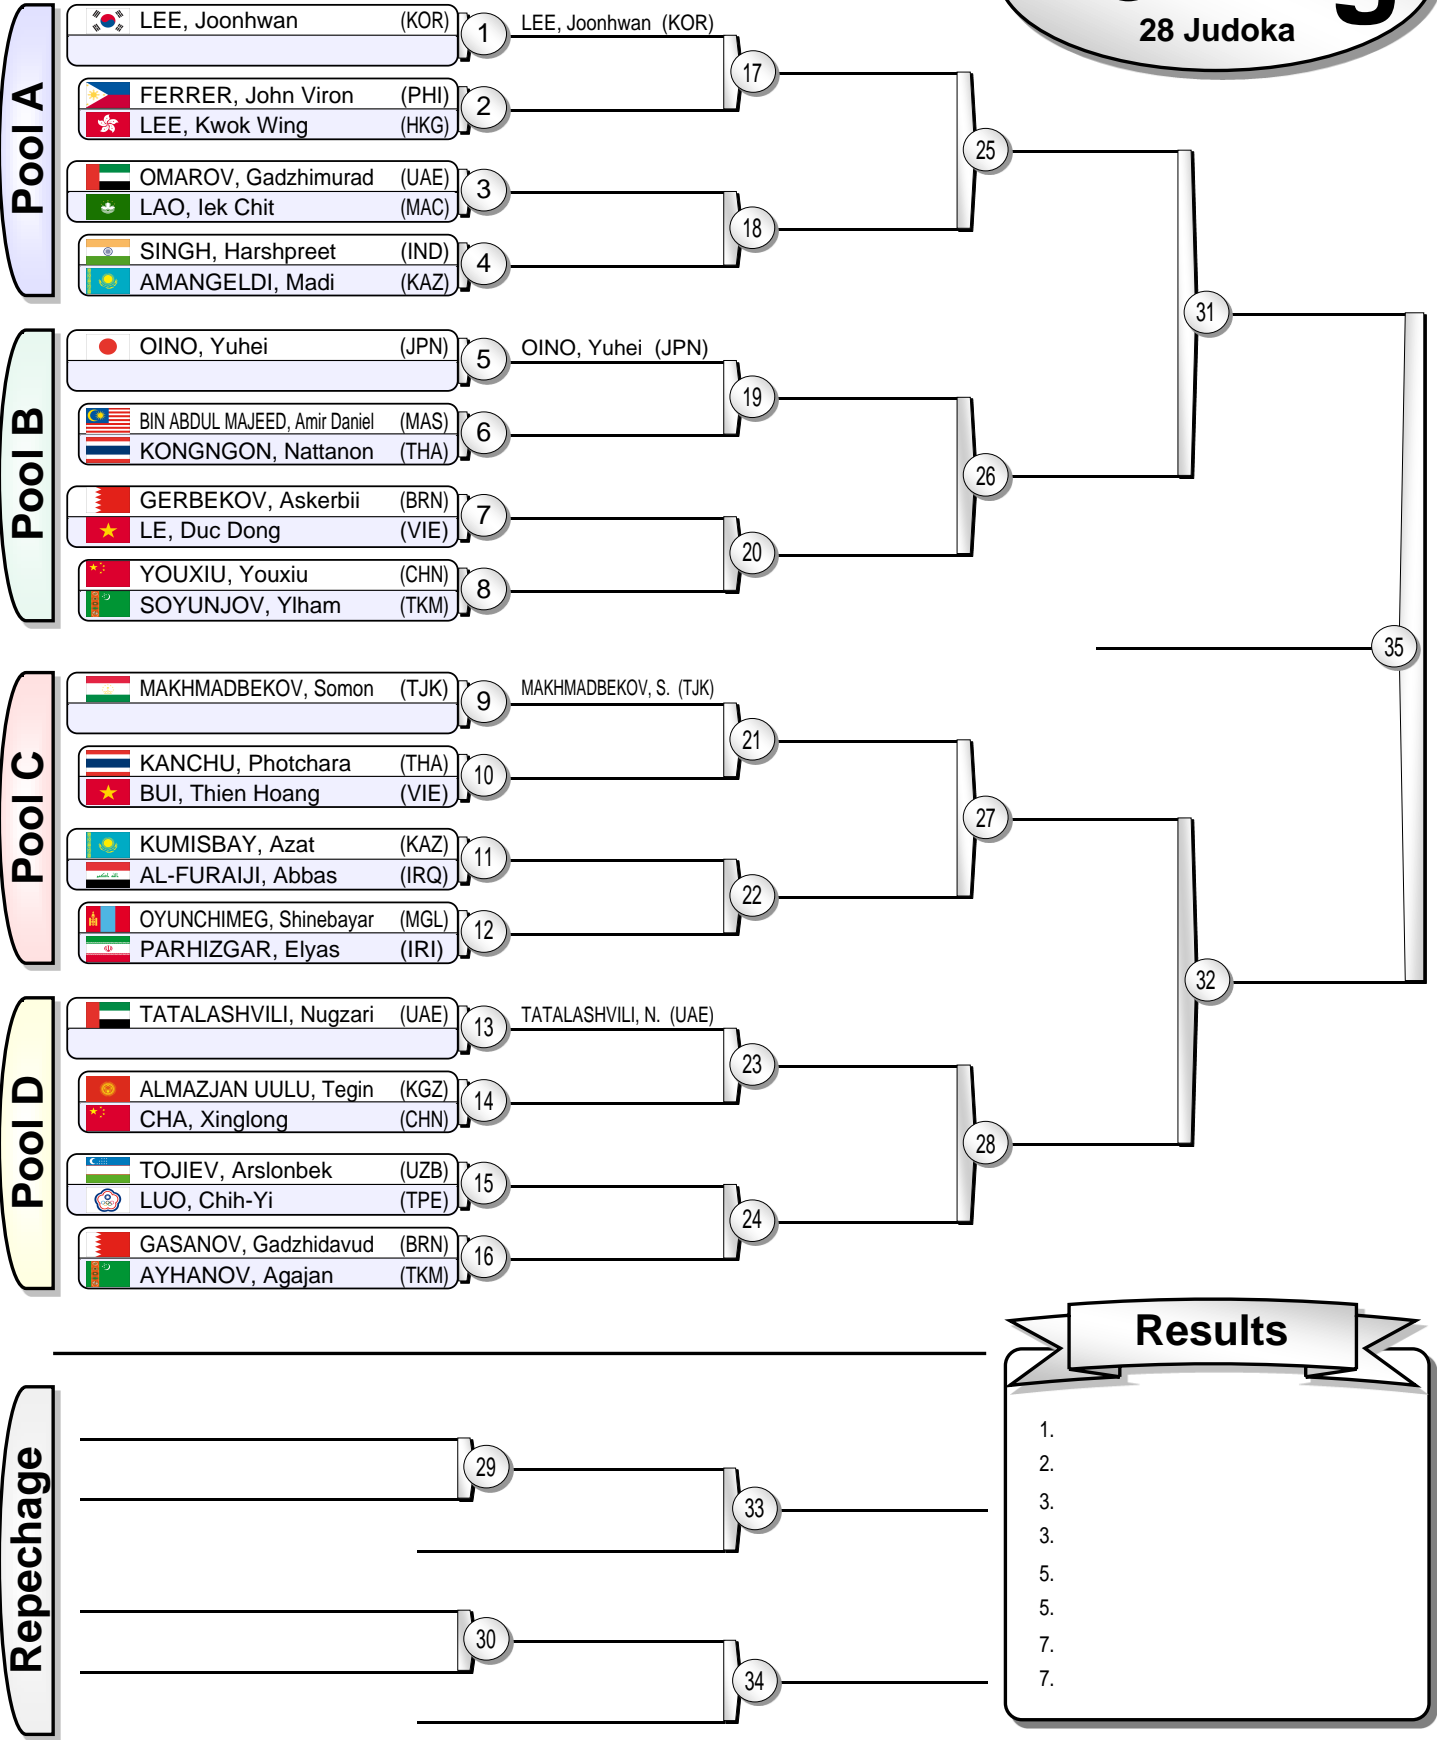 28 Judoka
Pool A
LEE, Joonhwan (KOR) 1 LEE, Joonhwan (KOR)
17
FERRER, John Viron (PHI) 2
LEE, Kwok Wing (HKG)
25
OMAROV, Gadzhimurad (UAE) 3
LAO, Iek Chit (MAC)
18
SINGH, Harshpreet (IND) 4
AMANGELDI, Madi (KAZ)
31
Pool B
OINO, Yuhei (JPN) 5 OINO, Yuhei (JPN)
19
BIN ABDUL MAJEED, Amir Daniel (MAS) 6
KONGNGON, Nattanon (THA)
26
GERBEKOV, Askerbii (BRN) 7
LE, Duc Dong (VIE)
20
YOUXIU, Youxiu (CHN) 8
SOYUNJOV, Ylham (TKM)
35
Pool C
MAKHMADBEKOV, Somon (TJK) 9 MAKHMADBEKOV, S. (TJK)
21
KANCHU, Photchara (THA) 10
BUI, Thien Hoang (VIE)
27
KUMISBAY, Azat (KAZ) 11
AL-FURAIJI, Abbas (IRQ)
22
OYUNCHIMEG, Shinebayar (MGL) 12
PARHIZGAR, Elyas (IRI)
32
Pool D
TATALASHVILI, Nugzari (UAE) 13 TATALASHVILI, N. (UAE)
23
ALMAZJAN UULU, Tegin (KGZ) 14
CHA, Xinglong (CHN)
28
TOJIEV, Arslonbek (UZB) 15
LUO, Chih-Yi (TPE)
24
GASANOV, Gadzhidavud (BRN) 16
AYHANOV, Agajan (TKM)
Repechage
29
33
30
34
Results
1.
2.
3.
3.
5.
5.
7.
7.